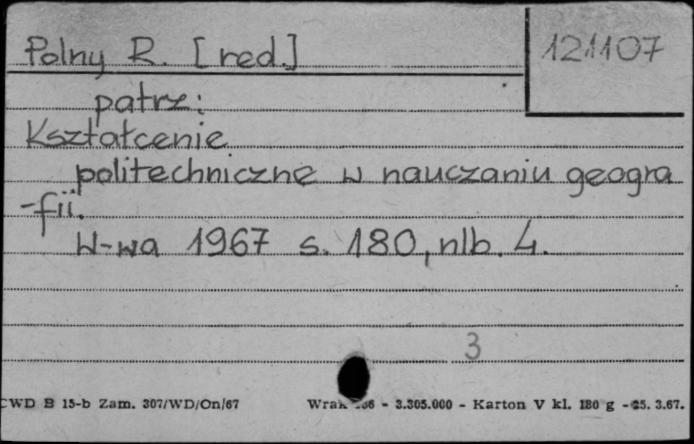 Polny R. [red.] 121107
patrz:
Kształcenie
politechniczne w nauczaniu geogra
-fii.
W-wa 1967 s. 180, nlb. 4.
3
CWD B 15-b Zam. 307/WD/On/67 - 3.305.000 - Karton V kl. 180 g - 25. 3.67.